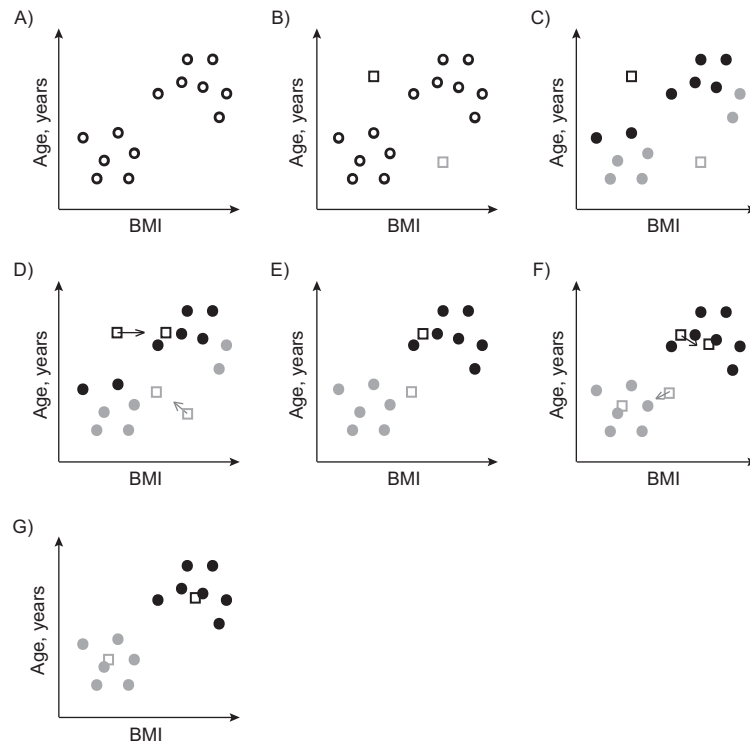 A)
Age, years
BMI
B)
Age, years
BMI
C)
Age, years
BMI
D)
Age, years
BMI
E)
Age, years
BMI
F)
Age, years
BMI
G)
Age, years
BMI